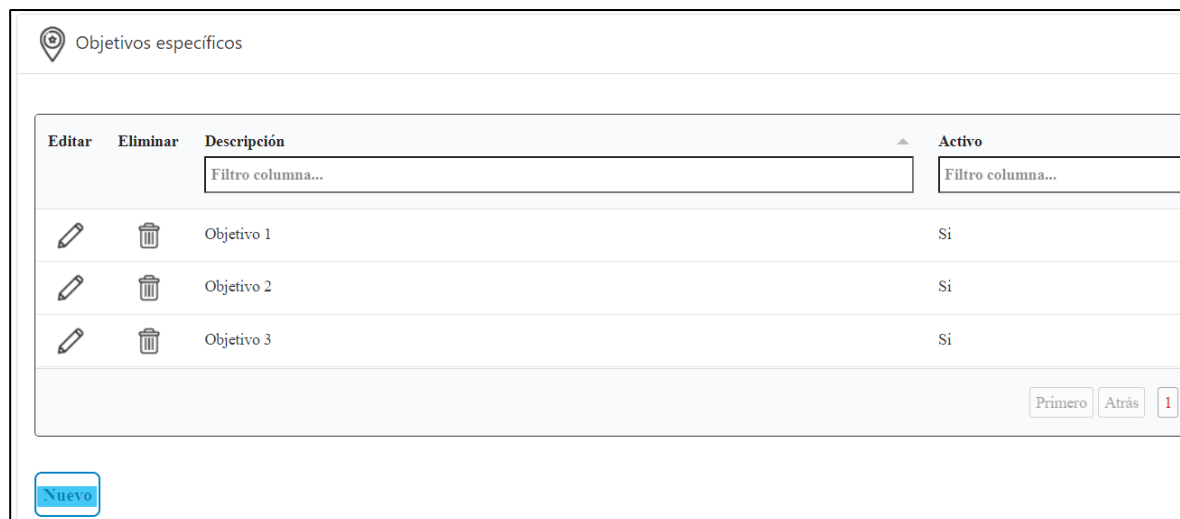 Objetivos específicos
Editar Eliminar Descripción Activo
Filtro columna... Filtro columna...
Objetivo 1 Si
Objetivo 2 Si
Objetivo 3 Si
Primero Atrás 1
Nuevo